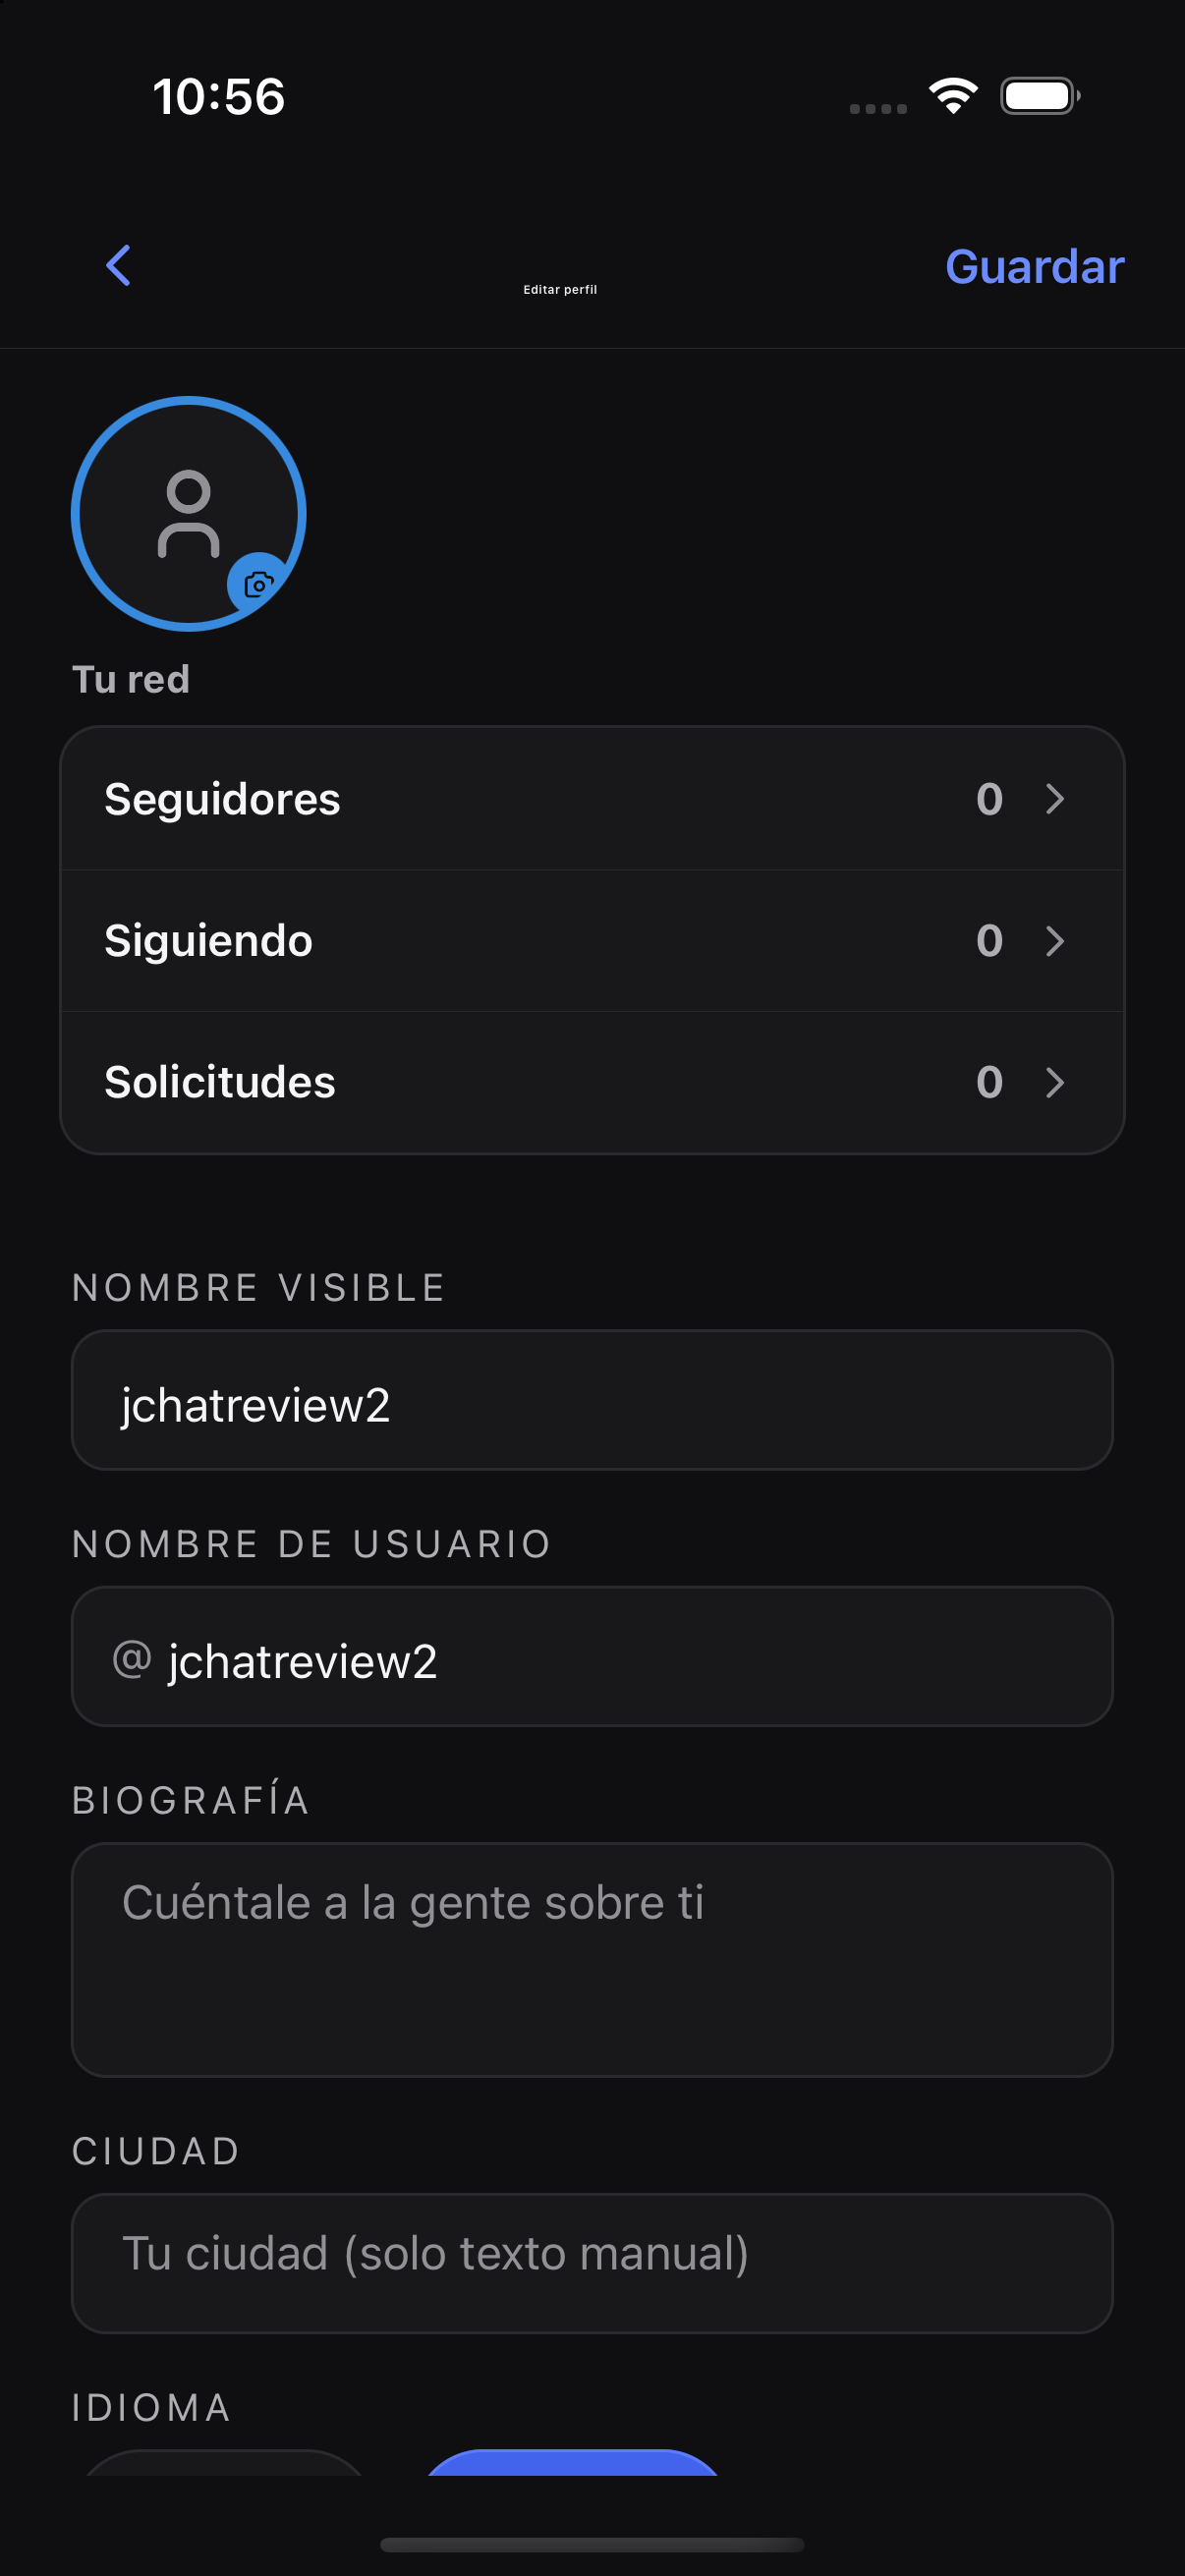 10:56
Editar perfil
Guardar
Tu red
Seguidores 0
Siguiendo 0
Solicitudes 0
NOMBRE VISIBLE
jchatreview2
NOMBRE DE USUARIO
@ jchatreview2
BIOGRAFÍA
Cuéntale a la gente sobre ti
CIUDAD
Tu ciudad (solo texto manual)
IDIOMA